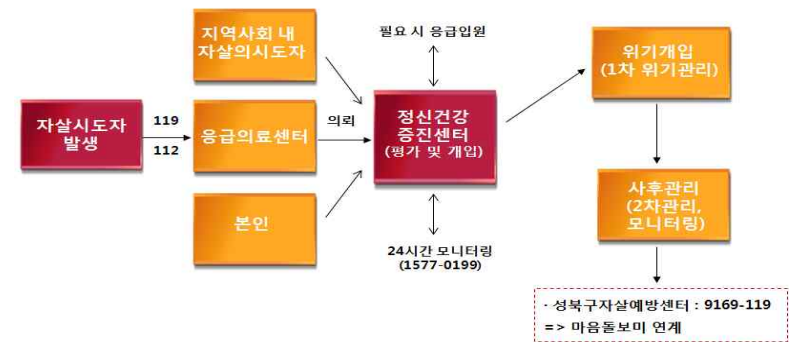 지역사회 내
자살의시도자
필요 시 응급입원
위기개입
(1차 위기관리)
자살시도자
발생
119
112
응급의료센터
의뢰
정신건강
증진센터
(평가 및 개입)
본인
사후관리
(2차관리,
모니터링)
24시간 모니터링
(1577-0199)
· 성북구자살예방센터 : 9169-119
=> 마음돌보미 연계